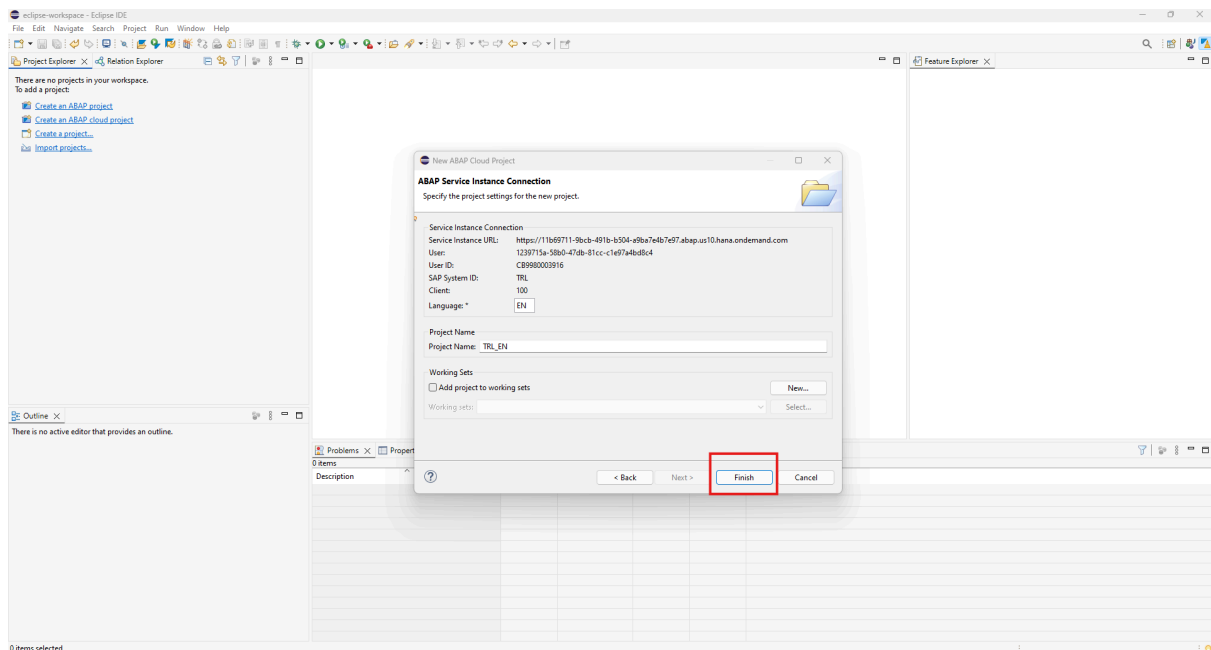 eclipse-workspace - Eclipse IDE
File Edit Navigate Search Project Run Window Help
Project Explorer Relation Explorer
There are no projects in your workspace.
To add a project:
Create an ABAP project
Create an ABAP cloud project
Create a project...
Import projects...
Feature Explorer
New ABAP Cloud Project
ABAP Service Instance Connection
Specify the project settings for the new project.
Service Instance Connection
Service Instance URL: https://11b69711-9bcb-491b-b504-a9ba7e4b7e97.abap.us10.hana.ondemand.com
User: 1239715a-58b0-47db-81cc-c1e97a4bd8c4
User ID: CB9980003916
SAP System ID: TRL
Client: 100
Language: * EN
Project Name
Project Name: TRL_EN
Working Sets
Add project to working sets New...
Working sets: Select...
< Back Next > Finish Cancel
Outline
There is no active editor that provides an outline.
Problems Propert
0 items
Description
0 items selected